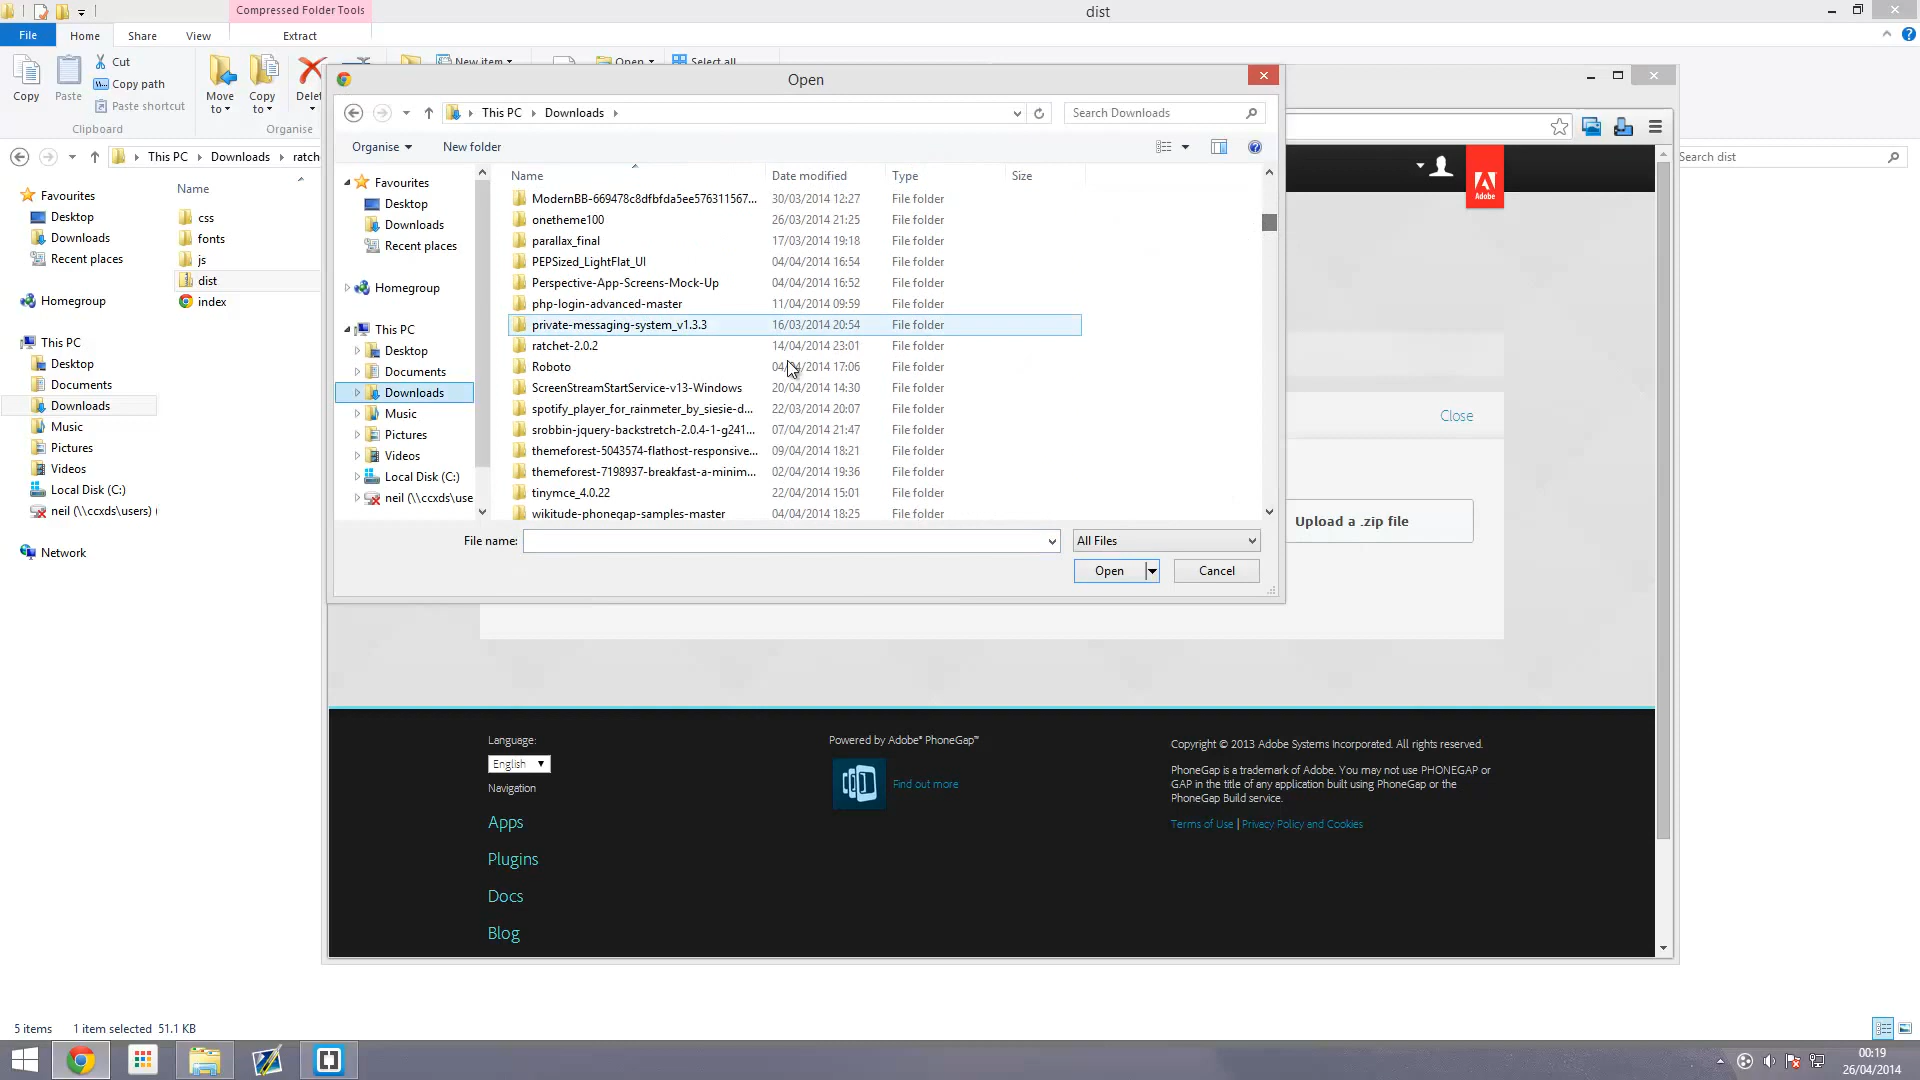 Compressed Folder Tools
dist
File
Home
Share
View
Extract
Copy
Paste
Cut
Copy path
Paste shortcut
Move
to
Copy
to
New item
Open
Select all
Clipboard
Organise
This PC
Downloads
Search dist
Favourites
Desktop
Downloads
Recent places
Homegroup
This PC
Desktop
Documents
Downloads
Music
Pictures
Videos
Local Disk (C:)
neil (\\ccxds\users)
Network
Name
css
fonts
js
dist
index
Open
This PC
Downloads
Search Downloads
Organise
New folder
Favourites
Desktop
Downloads
Recent places
Homegroup
This PC
Desktop
Documents
Downloads
Music
Pictures
Videos
Local Disk (C:)
neil (\\ccxds\use
Name Date modified Type Size
ModernBB-669478c8dfbfda5ee576311567... 30/03/2014 12:27 File folder
onetheme100 26/03/2014 21:25 File folder
parallax_final 17/03/2014 19:18 File folder
PEPSized_LightFlat_UI 04/04/2014 16:54 File folder
Perspective-App-Screens-Mock-Up 04/04/2014 16:52 File folder
php-login-advanced-master 11/04/2014 09:59 File folder
private-messaging-system_v1.3.3 16/03/2014 20:54 File folder
ratchet-2.0.2 14/04/2014 23:01 File folder
Roboto 17:06 File folder
ScreenStreamStartService-v13-Windows 20/04/2014 14:30 File folder
spotify_player_for_rainmeter_by_siesie-d... 22/03/2014 20:07 File folder
srobbin-jquery-backstretch-2.0.4-1-g241... 07/04/2014 21:47 File folder
themeforest-5043574-flathost-responsive... 09/04/2014 18:21 File folder
themeforest-7198937-breakfast-a-minim... 02/04/2014 19:36 File folder
tinymce_4.0.22 22/04/2014 15:01 File folder
wikitude-phonegap-samples-master 04/04/2014 18:25 File folder
File name:
All Files
Open
Cancel
Adobe
Close
Upload a .zip file
Language:
English
Navigation
Apps
Plugins
Docs
Blog
Powered by Adobe® PhoneGap™
Find out more
Copyright © 2013 Adobe Systems Incorporated. All rights reserved.
PhoneGap is a trademark of Adobe. You may not use PHONEGAP or
GAP in the title of any application built using PhoneGap or the
PhoneGap Build service.
Terms of Use | Privacy Policy and Cookies
5 items 1 item selected 51.1 KB
00:19
26/04/2014